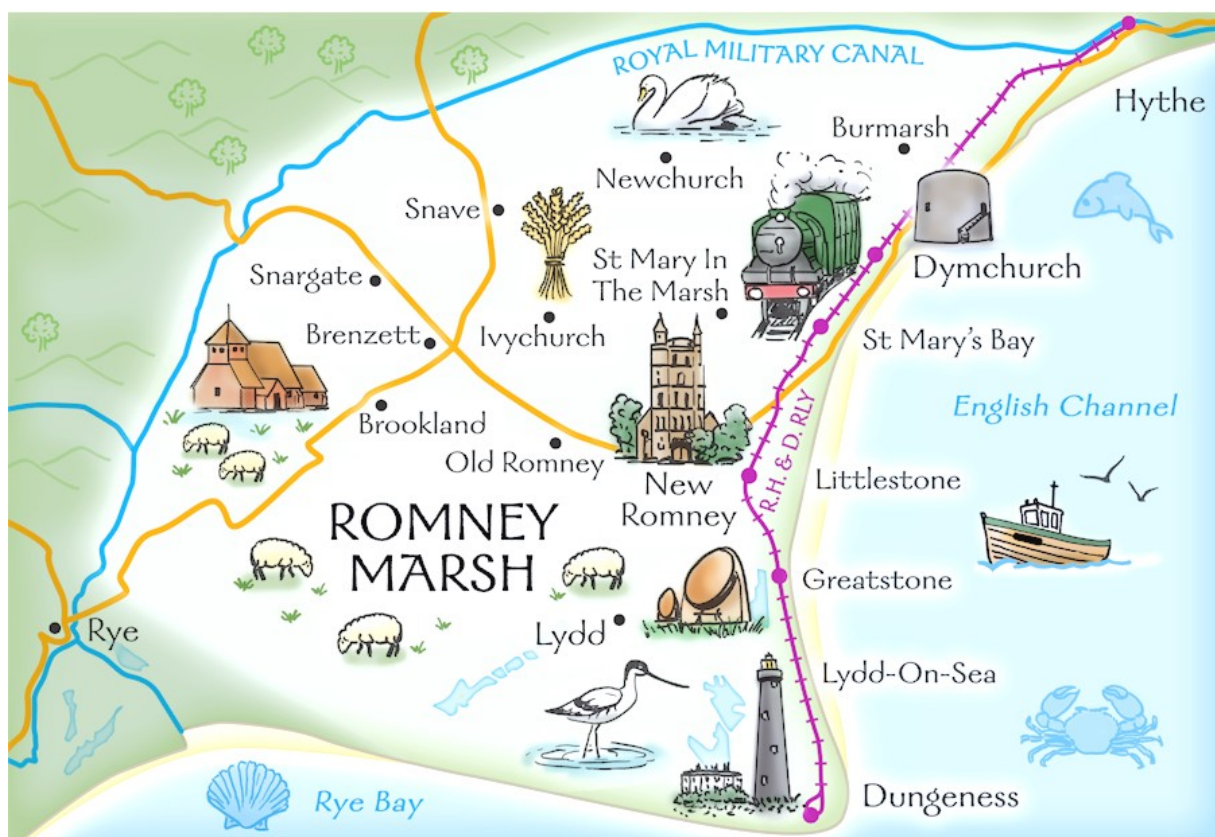 ROYAL MILITARY CANAL
Hythe
Burmarsh
Newchurch
Snave
St Mary In
The Marsh
Dymchurch
Snargate
Brenzett
Ivychurch
St Mary's Bay
English Channel
Brookland
Old Romney
R.H. & D. RLY
New
Romney
Littlestone
ROMNEY
MARSH
Greatstone
Rye
Lydd
Lydd-On-Sea
Rye Bay
Dungeness